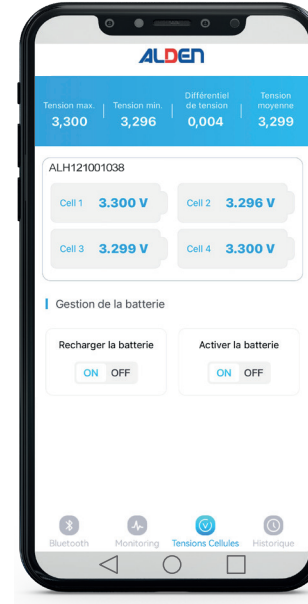 ALDEN
Tension max. Tension min. Différentiel de tension Tension moyenne
3,300 3,296 0,004 3,299
ALH121001038
Cell 1 3.300 V Cell 2 3.296 V
Cell 3 3.299 V Cell 4 3.300 V
Gestion de la batterie
Recharger la batterie Activer la batterie
ON OFF ON OFF
Bluetooth Monitoring Tensions Cellules Historique